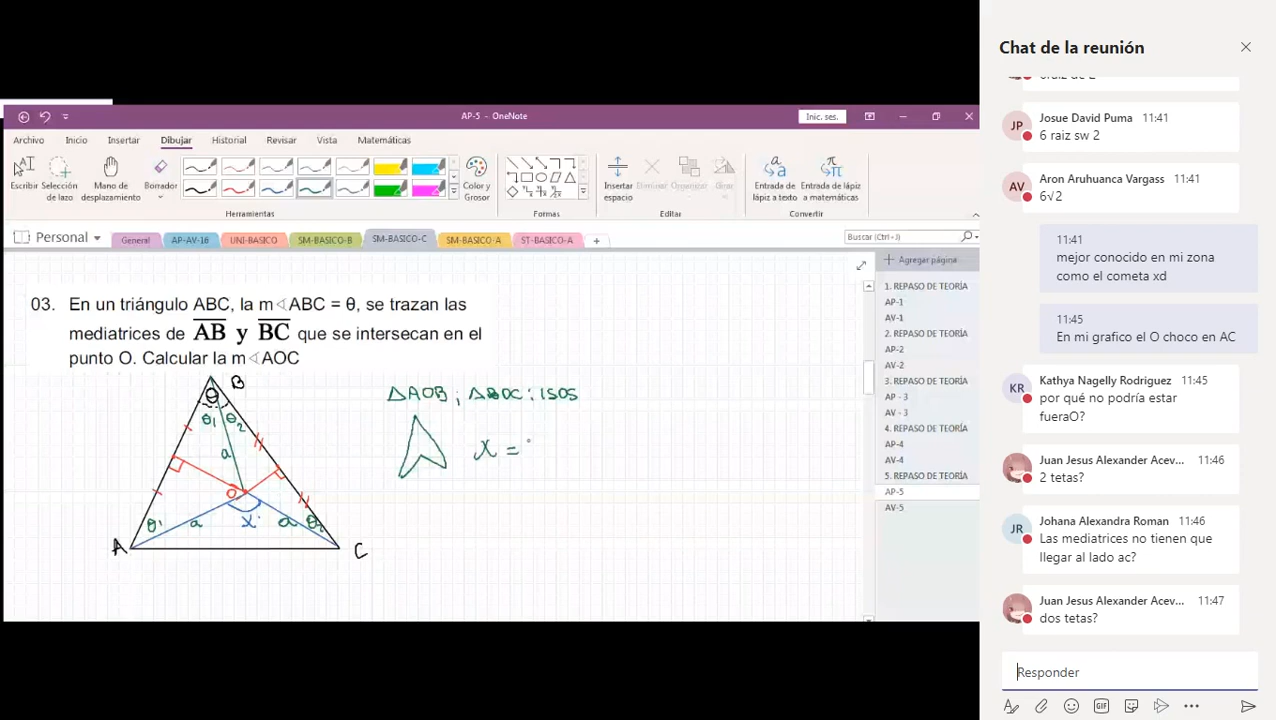 Chat de la reunión
Josue David Puma 11:41
6 raiz sw 2
Aron Aruhuanca Vargass 11:41
6√2
11:41
mejor conocido en mi zona
como el cometa xd
11:45
En mi grafico el O choco en AC
Kathya Nagelly Rodriguez 11:45
por qué no podría estar
fueraO?
Juan Jesus Alexander Acev... 11:46
2 tetas?
Johana Alexandra Roman 11:46
Las mediatrices no tienen que
llegar al lado ac?
Juan Jesus Alexander Acev... 11:47
dos tetas?
Responder
AP-5 - OneNote
Inic. ses.
Archivo Inicio Insertar Dibujar Historial Revisar Vista Matemáticas
Escribir
Selección
de lazo
Mano de
desplazamiento
Borrador
Color y
Grosor
Insertar
espacio
Eliminar
Organizar
Girar
Entrada de
lápiz a texto
Entrada de lápiz
a matemáticas
Herramientas
Formas
Editar
Convertir
Personal
General AP-AV-16 UNI-BASICO SM-BASICO-B SM-BASICO-C SM-BASICO-A ST-BASICO-A
Buscar (Ctrl+J)
Agregar página
1. REPASO DE TEORÍA
AP-1
AV-1
2. REPASO DE TEORÍA
AP-2
AV-2
3. REPASO DE TEORÍA
AP - 3
AV - 3
4. REPASO DE TEORÍA
AP-4
AV-4
5. REPASO DE TEORÍA
AP-5
AV-5
03. En un triángulo ABC, la m∢ABC = θ, se trazan las
mediatrices de AB y BC que se intersecan en el
punto O. Calcular la m∢AOC
B
θ
θ1 θ2
a
O
θ1 a x a θ2
A C
△AOB ; △BOC : ISOS
x =